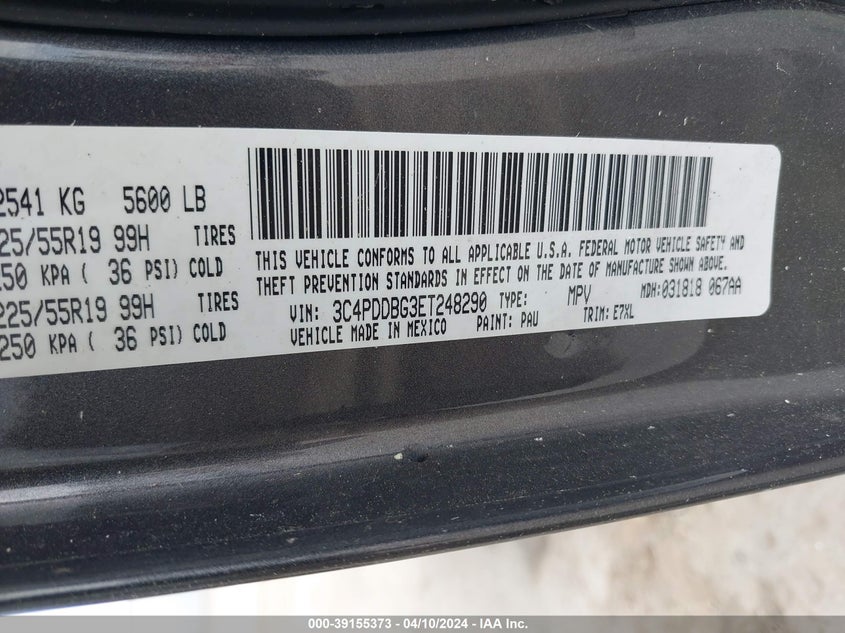 2541 KG 5600 LB
25/55R19 99H TIRES
250 KPA ( 36 PSI) COLD
225/55R19 99H TIRES
250 KPA ( 36 PSI) COLD
THIS VEHICLE CONFORMS TO ALL APPLICABLE U.S.A. FEDERAL MOTOR VEHICLE SAFETY AND
THEFT PREVENTION STANDARDS IN EFFECT ON THE DATE OF MANUFACTURE SHOWN ABOVE.
VIN: 3C4PDDBG3ET248290 TYPE: MPV MDH:031818 067AA
VEHICLE MADE IN MEXICO PAINT: PAU TRIM: E7XL
000-39155373 - 04/10/2024 - IAA Inc.